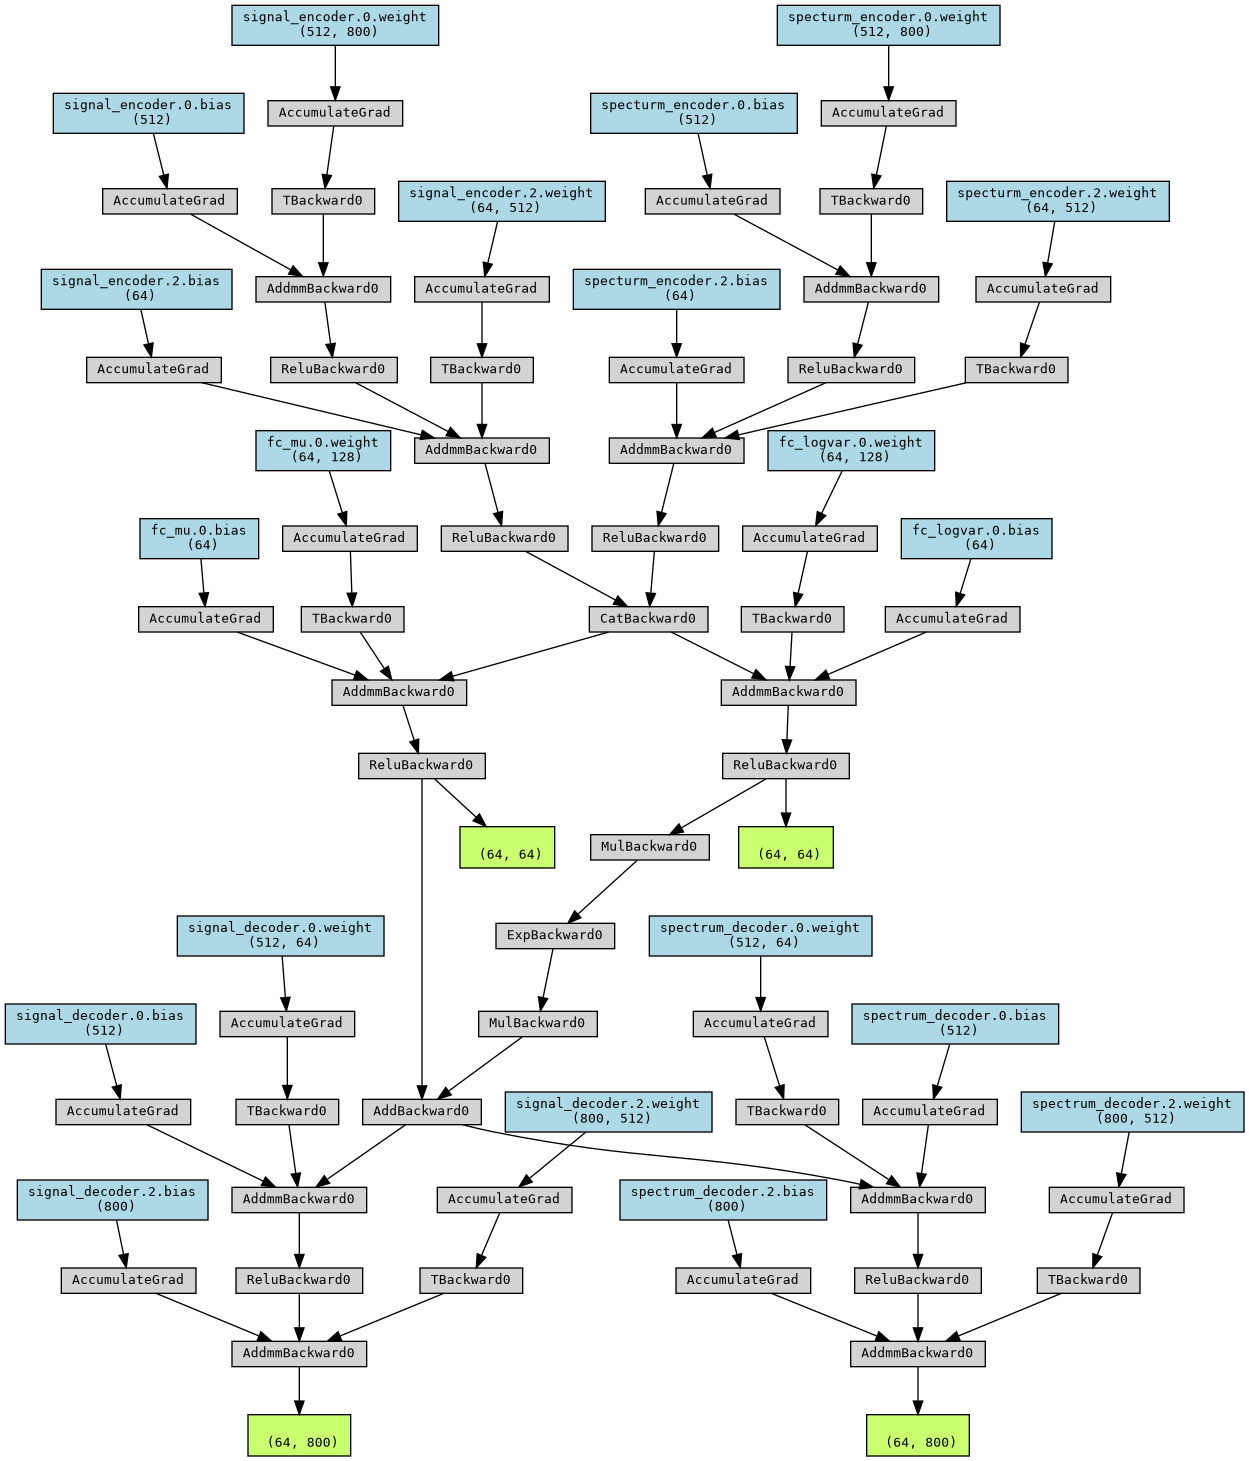 signal_encoder.0.weight
(512, 800)
specturm_encoder.0.weight
(512, 800)
signal_encoder.0.bias
(512)
AccumulateGrad
specturm_encoder.0.bias
(512)
AccumulateGrad
AccumulateGrad
TBackward0
signal_encoder.2.weight
(64, 512)
AccumulateGrad
TBackward0
specturm_encoder.2.weight
(64, 512)
signal_encoder.2.bias
(64)
AddmmBackward0
AccumulateGrad
specturm_encoder.2.bias
(64)
AddmmBackward0
AccumulateGrad
AccumulateGrad
ReluBackward0
TBackward0
AccumulateGrad
ReluBackward0
TBackward0
fc_mu.0.weight
(64, 128)
AddmmBackward0
AddmmBackward0
fc_logvar.0.weight
(64, 128)
fc_mu.0.bias
(64)
AccumulateGrad
ReluBackward0
ReluBackward0
AccumulateGrad
fc_logvar.0.bias
(64)
AccumulateGrad
TBackward0
CatBackward0
TBackward0
AccumulateGrad
AddmmBackward0
AddmmBackward0
ReluBackward0
ReluBackward0
(64, 64)
MulBackward0
(64, 64)
signal_decoder.0.weight
(512, 64)
ExpBackward0
spectrum_decoder.0.weight
(512, 64)
signal_decoder.0.bias
(512)
AccumulateGrad
MulBackward0
AccumulateGrad
spectrum_decoder.0.bias
(512)
AccumulateGrad
TBackward0
AddBackward0
signal_decoder.2.weight
(800, 512)
TBackward0
AccumulateGrad
spectrum_decoder.2.weight
(800, 512)
signal_decoder.2.bias
(800)
AddmmBackward0
AccumulateGrad
spectrum_decoder.2.bias
(800)
AddmmBackward0
AccumulateGrad
AccumulateGrad
ReluBackward0
TBackward0
AccumulateGrad
ReluBackward0
TBackward0
AddmmBackward0
AddmmBackward0
(64, 800)
(64, 800)